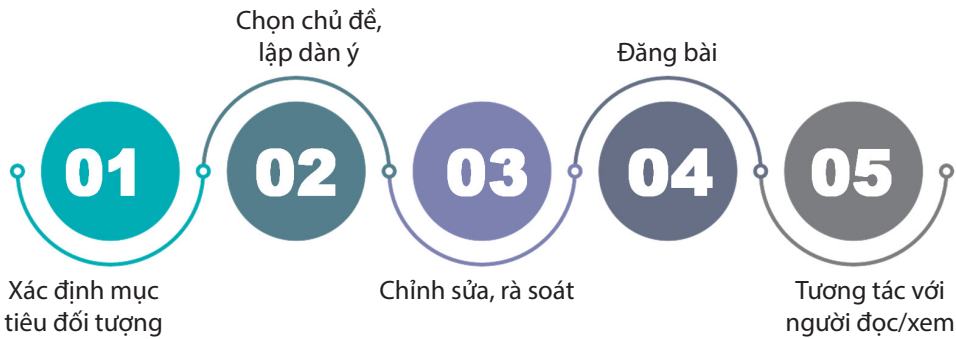 Chọn chủ đề,
lập dàn ý
Đăng bài
01
02
03
04
05
Xác định mục
tiêu đối tượng
Chỉnh sửa, rà soát
Tương tác với
người đọc/xem